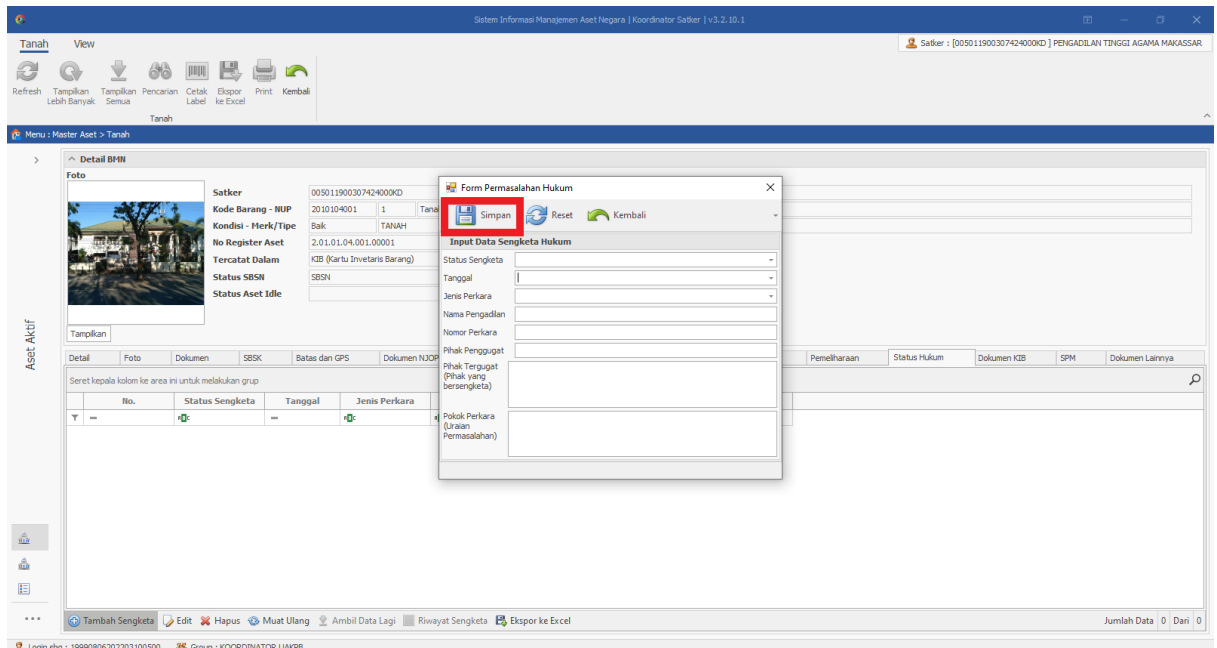 Sistem Informasi Manajemen Aset Negara | Koordinator Satker | v3.2.10.1
Tanah View
Satker : [005011900307424000KD ] PENGADILAN TINGGI AGAMA MAKASSAR
Refresh Tampilkan Lebih Banyak Tampilkan Semua Pencarian Cetak Label Ekspor ke Excel Print Kembali
Tanah
Menu : Master Aset > Tanah
Detail BMN
Foto
Satker 005011900307424000KD
Kode Barang - NUP 2010104001 1 Tana
Kondisi - Merk/Tipe Baik TANAH
No Register Aset 2.01.01.04.001.00001
Tercatat Dalam KIB (Kartu Invetaris Barang)
Status SBSN SBSN
Status Aset Idle
Tampilkan
Aset Aktif
Form Permasalahan Hukum
Simpan Reset Kembali
Input Data Sengketa Hukum
Status Sengketa
Tanggal
Jenis Perkara
Nama Pengadilan
Nomor Perkara
Pihak Penggugat
Pihak Tergugat
(Pihak yang
bersengketa)
Pokok Perkara
(Uraian
Permasalahan)
Detail Foto Dokumen SBSK Batas dan GPS Dokumen NJOP Pemeliharaan Status Hukum Dokumen KIB SPM Dokumen Lainnya
Seret kepala kolom ke area ini untuk melakukan grup
No. Status Sengketa Tanggal Jenis Perkara
Tambah Sengketa Edit Hapus Muat Ulang Ambil Data Lagi Riwayat Sengketa Ekspor ke Excel
Jumlah Data 0 Dari 0